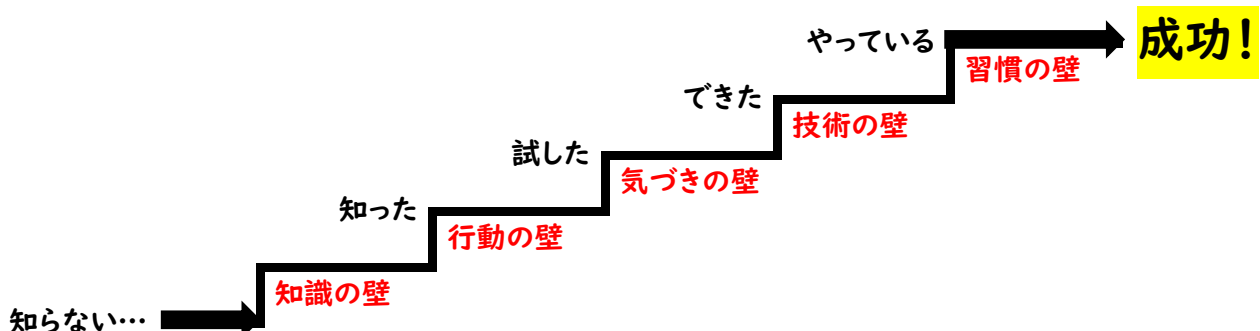 やっている
成功!
習慣の壁
できた
技術の壁
試した
気づきの壁
知った
行動の壁
知識の壁
知らない…